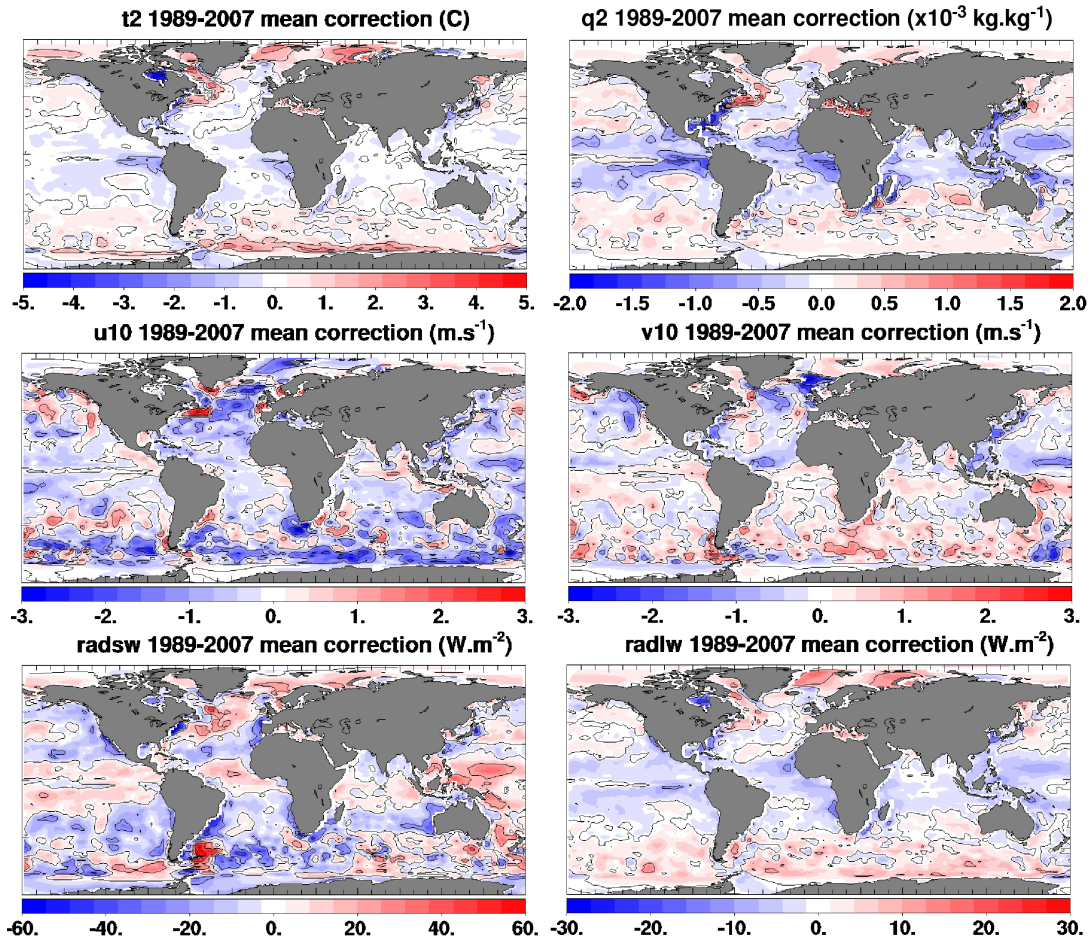 t2 1989-2007 mean correction (C)
q2 1989-2007 mean correction (x10⁻³ kg.kg⁻¹)
-5. -4. -3. -2. -1. 0. 1. 2. 3. 4. 5.
-2.0 -1.5 -1.0 -0.5 0.0 0.5 1.0 1.5 2.0
u10 1989-2007 mean correction (m.s⁻¹)
v10 1989-2007 mean correction (m.s⁻¹)
-3. -2. -1. 0. 1. 2. 3.
-3. -2. -1. 0. 1. 2. 3.
radsw 1989-2007 mean correction (W.m⁻²)
radlw 1989-2007 mean correction (W.m⁻²)
-60. -40. -20. 0. 20. 40. 60.
-30. -20. -10. 0. 10. 20. 30.